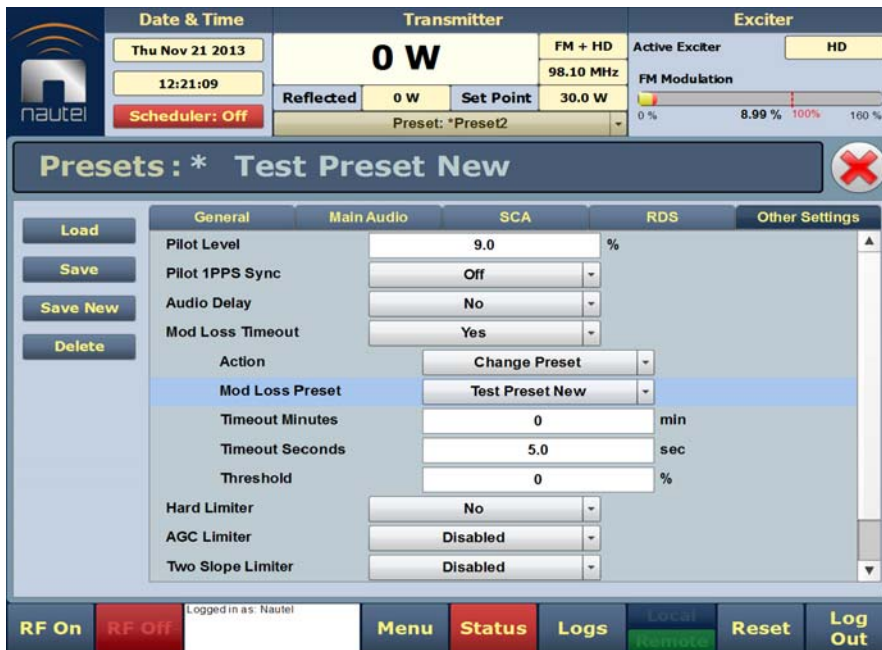 Date & Time
Transmitter
Exciter
nautel
Thu Nov 21 2013
12:21:09
Scheduler: Off
0 W
FM + HD
98.10 MHz
Reflected
0 W
Set Point
30.0 W
Preset: *Preset2
Active Exciter
HD
FM Modulation
0 %
8.99 %
100%
160 %
Presets : * Test Preset New
Load
Save
Save New
Delete
General
Main Audio
SCA
RDS
Other Settings
Pilot Level 9.0 %
Pilot 1PPS Sync Off
Audio Delay No
Mod Loss Timeout Yes
Action Change Preset
Mod Loss Preset Test Preset New
Timeout Minutes 0 min
Timeout Seconds 5.0 sec
Threshold 0 %
Hard Limiter No
AGC Limiter Disabled
Two Slope Limiter Disabled
RF On
RF Off
Logged in as: Nautel
Menu
Status
Logs
Local
Remote
Reset
Log Out